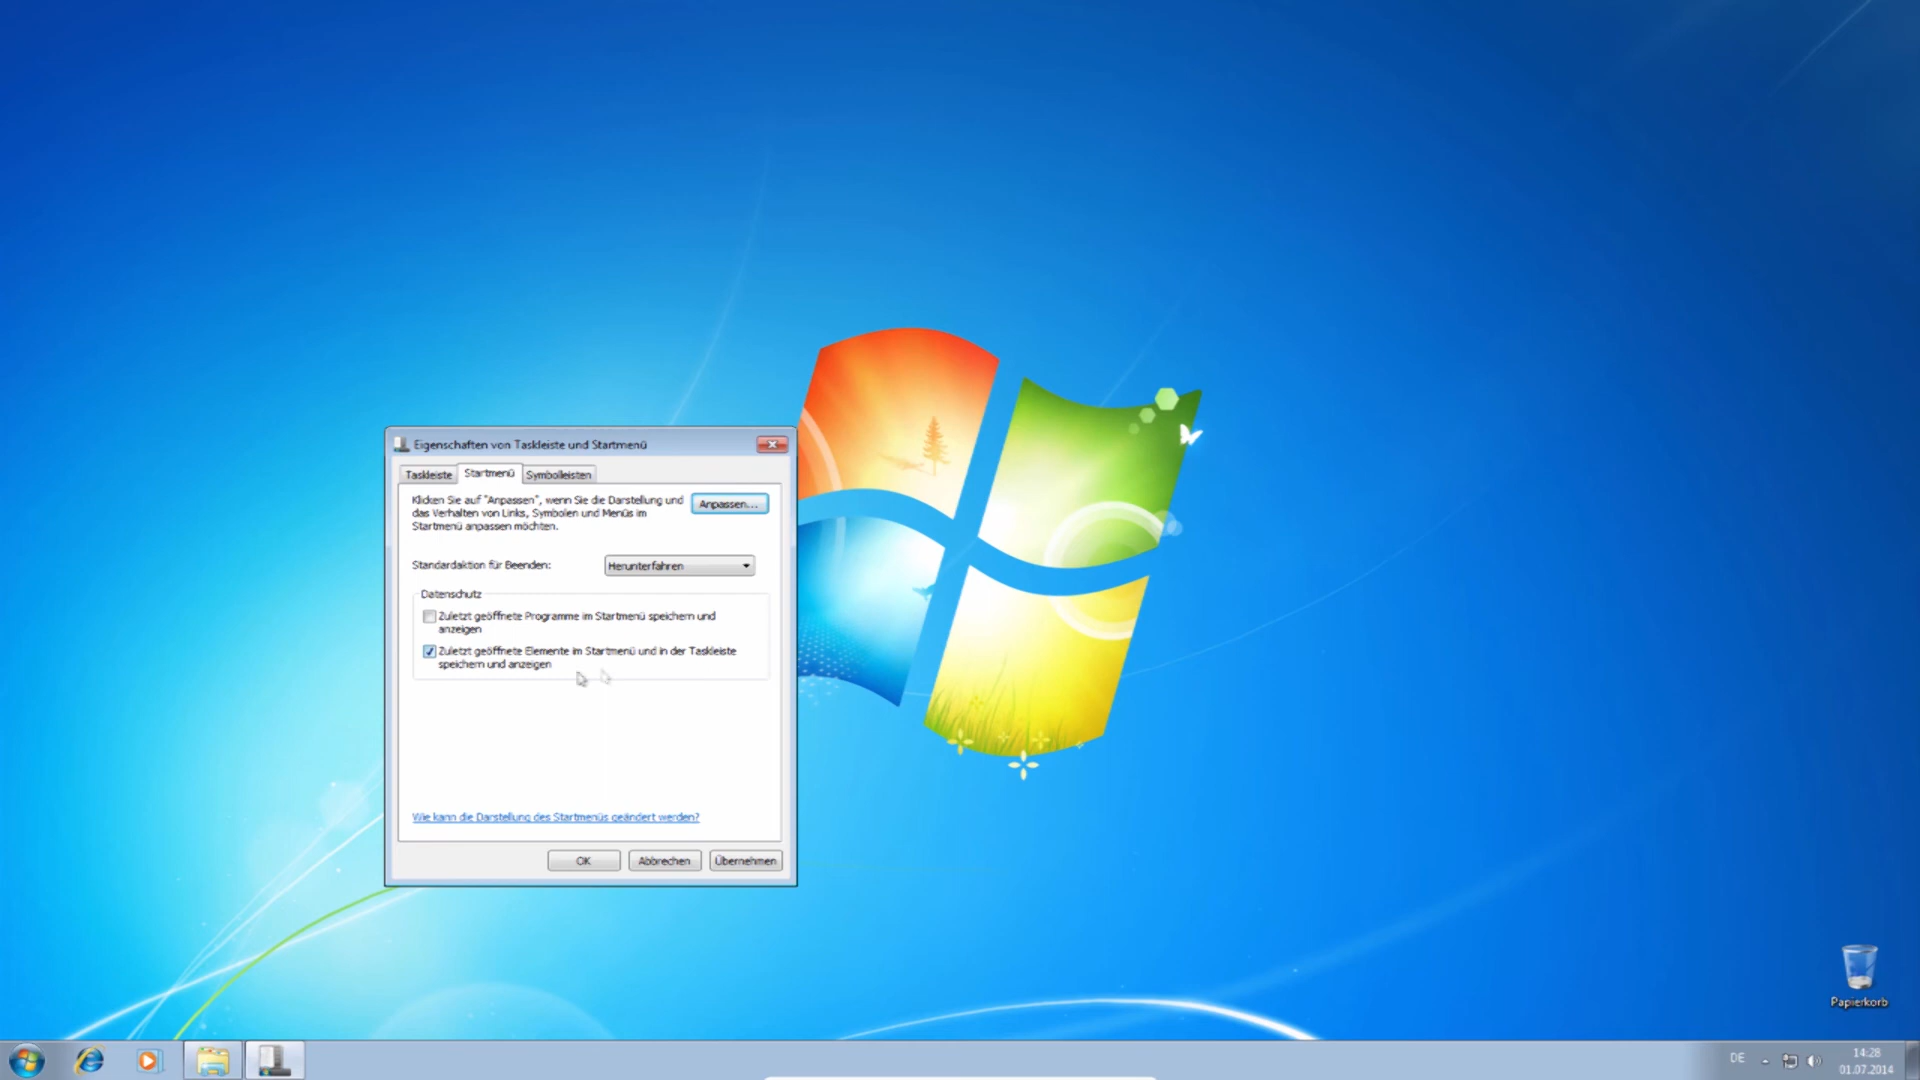 Eigenschaften von Taskleiste und Startmenü
Taskleiste Startmenü Symbolleisten
Klicken Sie auf "Anpassen", wenn Sie die Darstellung und
das Verhalten von Links, Symbolen und Menüs im
Startmenü anpassen möchten.
Anpassen...
Standardaktion für Beenden: Herunterfahren
Datenschutz
Zuletzt geöffnete Programme im Startmenü speichern und
anzeigen
Zuletzt geöffnete Elemente im Startmenü und in der Taskleiste
speichern und anzeigen
Wie kann die Darstellung des Startmenüs geändert werden?
OK Abbrechen Übernehmen
Papierkorb
DE
14:28
01.07.2014